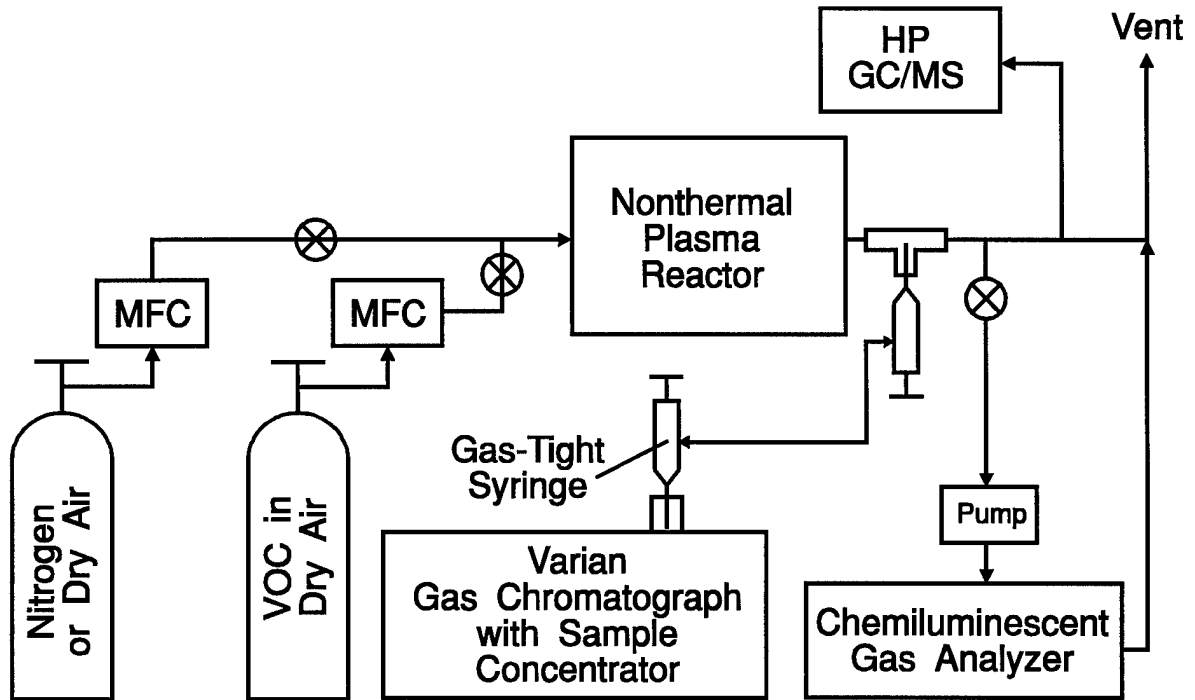 HP
GC/MS
Vent
Nonthermal
Plasma
Reactor
MFC
MFC
Gas-Tight
Syringe
Nitrogen
or Dry Air
VOC in
Dry Air
Varian
Gas Chromatograph
with Sample
Concentrator
Pump
Chemiluminescent
Gas Analyzer